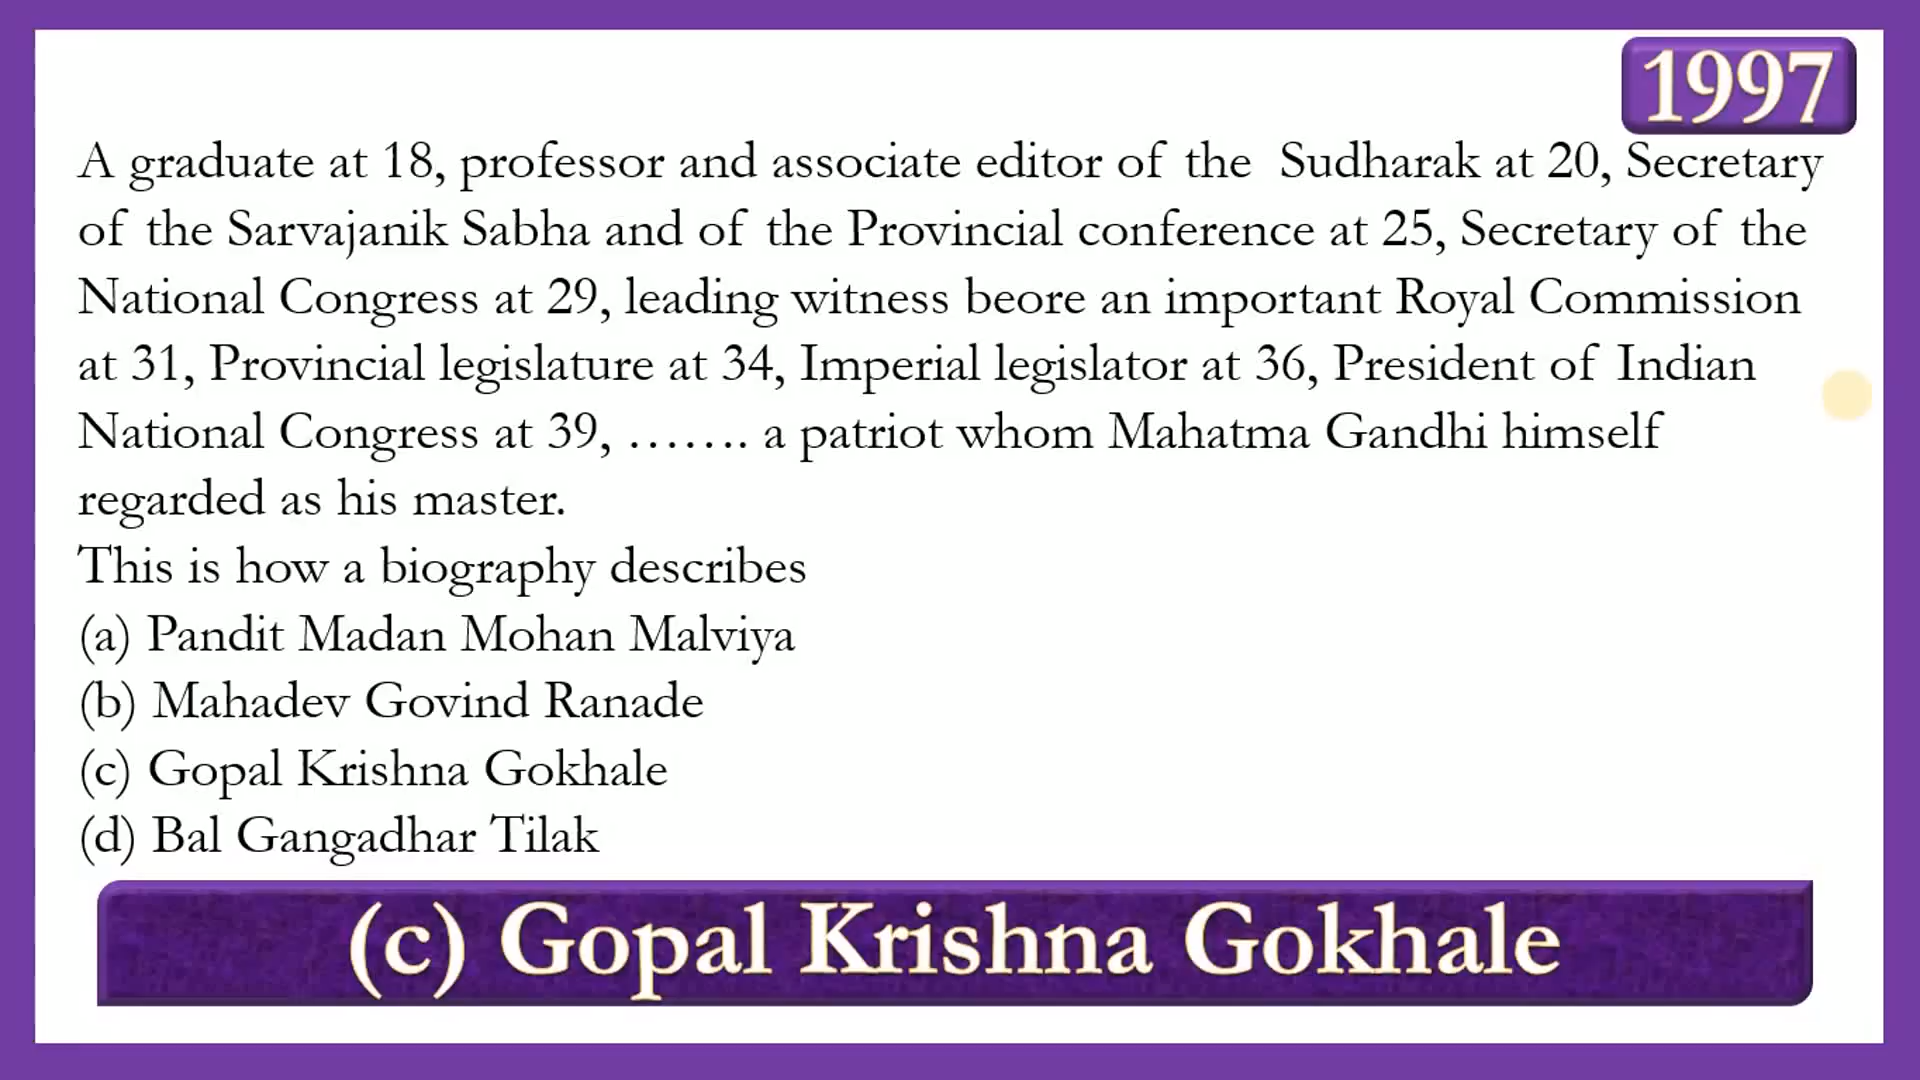 1997
A graduate at 18, professor and associate editor of the Sudharak at 20, Secretary
of the Sarvajanik Sabha and of the Provincial conference at 25, Secretary of the
National Congress at 29, leading witness beore an important Royal Commission
at 31, Provincial legislature at 34, Imperial legislator at 36, President of Indian
National Congress at 39, ....... a patriot whom Mahatma Gandhi himself
regarded as his master.
This is how a biography describes
(a) Pandit Madan Mohan Malviya
(b) Mahadev Govind Ranade
(c) Gopal Krishna Gokhale
(d) Bal Gangadhar Tilak
(c) Gopal Krishna Gokhale